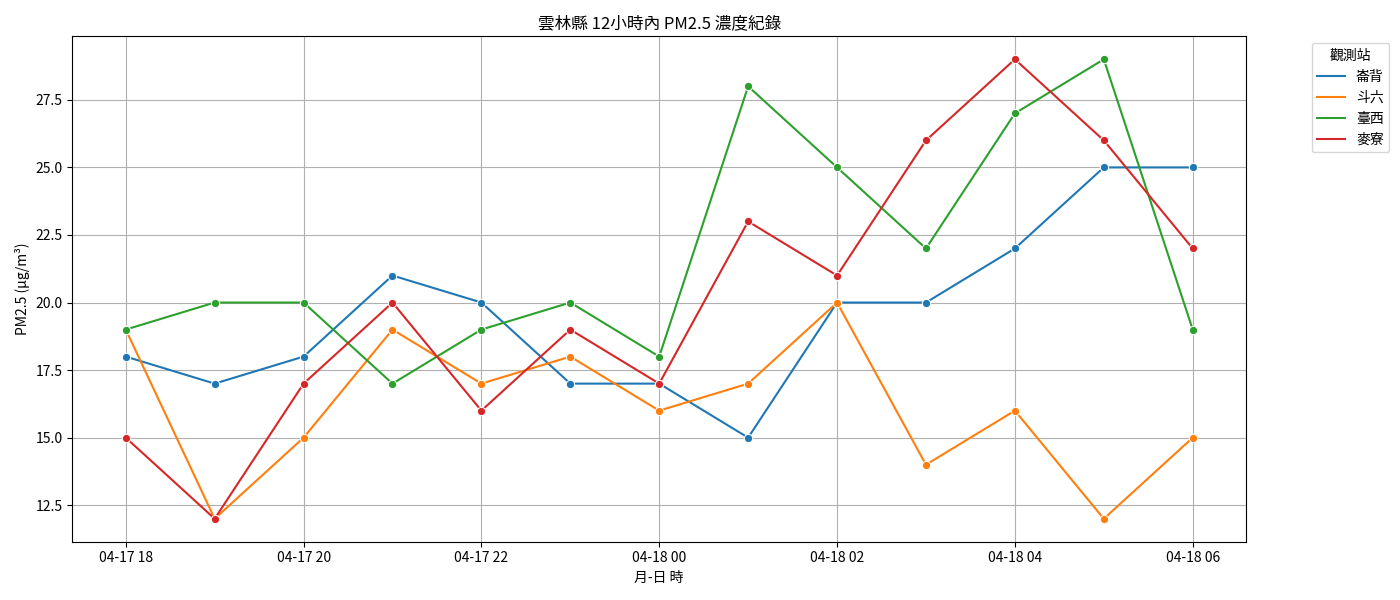 雲林縣 12小時內 PM2.5 濃度紀錄
觀測站
崙背
斗六
臺西
麥寮
PM2.5 (μg/m³)
27.5
25.0
22.5
20.0
17.5
15.0
12.5
04-17 18
04-17 20
04-17 22
04-18 00
04-18 02
04-18 04
04-18 06
月-日 時